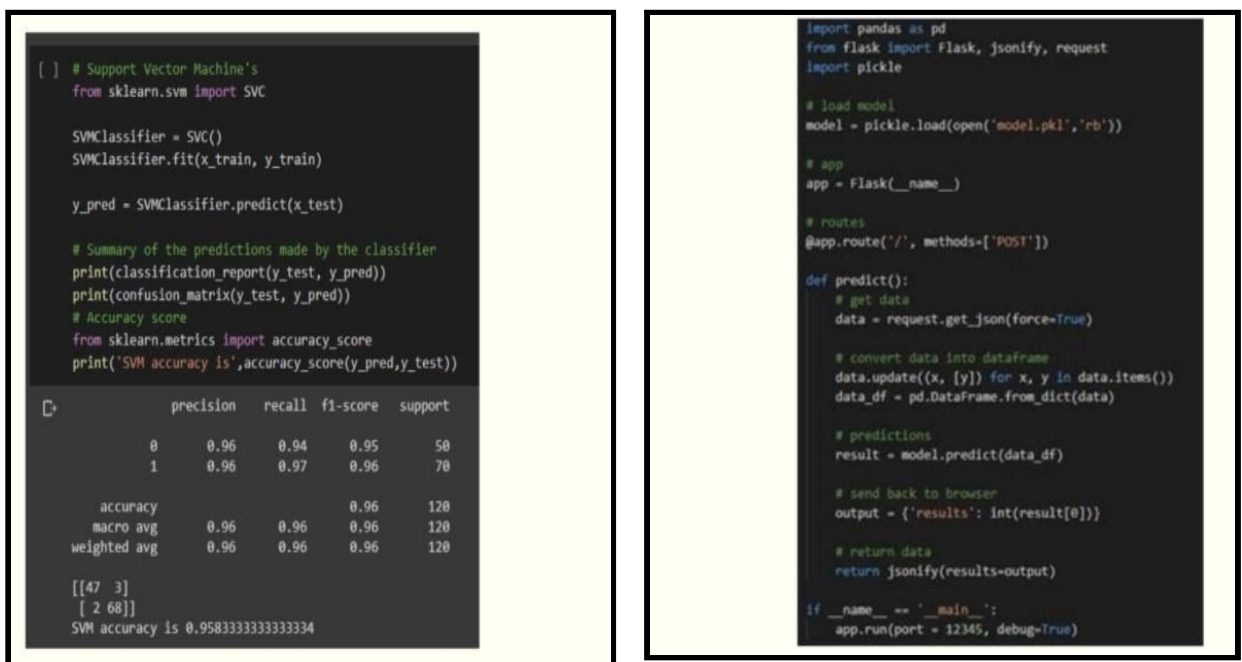 [ ] # Support Vector Machine's
from sklearn.svm import SVC
SVMClassifier = SVC()
SVMClassifier.fit(x_train, y_train)
y_pred = SVMClassifier.predict(x_test)
# Summary of the predictions made by the classifier
print(classification_report(y_test, y_pred))
print(confusion_matrix(y_test, y_pred))
# Accuracy score
from sklearn.metrics import accuracy_score
print('SVM accuracy is',accuracy_score(y_pred,y_test))
precision recall f1-score support
0 0.96 0.94 0.95 50
1 0.96 0.97 0.96 70
accuracy 0.96 120
macro avg 0.96 0.96 0.96 120
weighted avg 0.96 0.96 0.96 120
[[47 3]
[ 2 68]]
SVM accuracy is 0.9583333333333334
import pandas as pd
from flask import Flask, jsonify, request
import pickle
# load model
model = pickle.load(open('model.pkl','rb'))
# app
app = Flask(__name__)
# routes
@app.route('/', methods=['POST'])
def predict():
# get data
data = request.get_json(force=True)
# convert data into dataframe
data.update((x, [y]) for x, y in data.items())
data_df = pd.DataFrame.from_dict(data)
# predictions
result = model.predict(data_df)
# send back to browser
output = {'results': int(result[0])}
# return data
return jsonify(results=output)
if __name__ == '__main__':
app.run(port = 12345, debug=True)